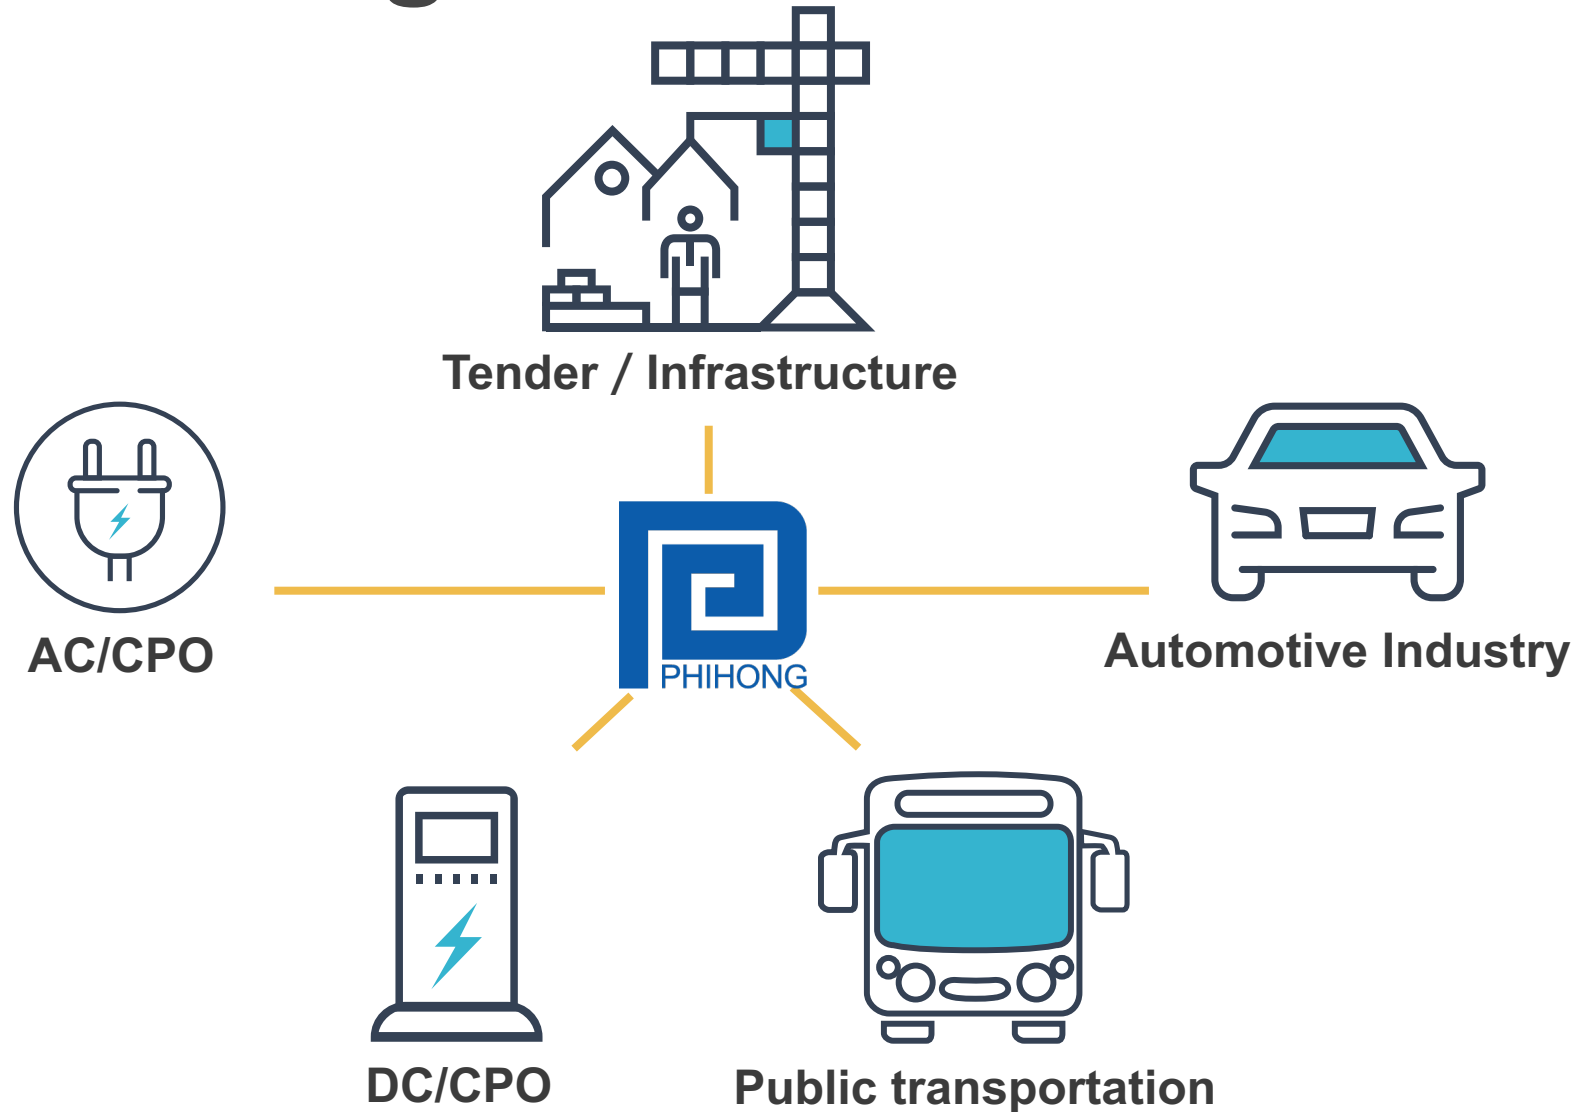 Tender / Infrastructure
AC/CPO
PHIHONG
Automotive Industry
DC/CPO
Public transportation